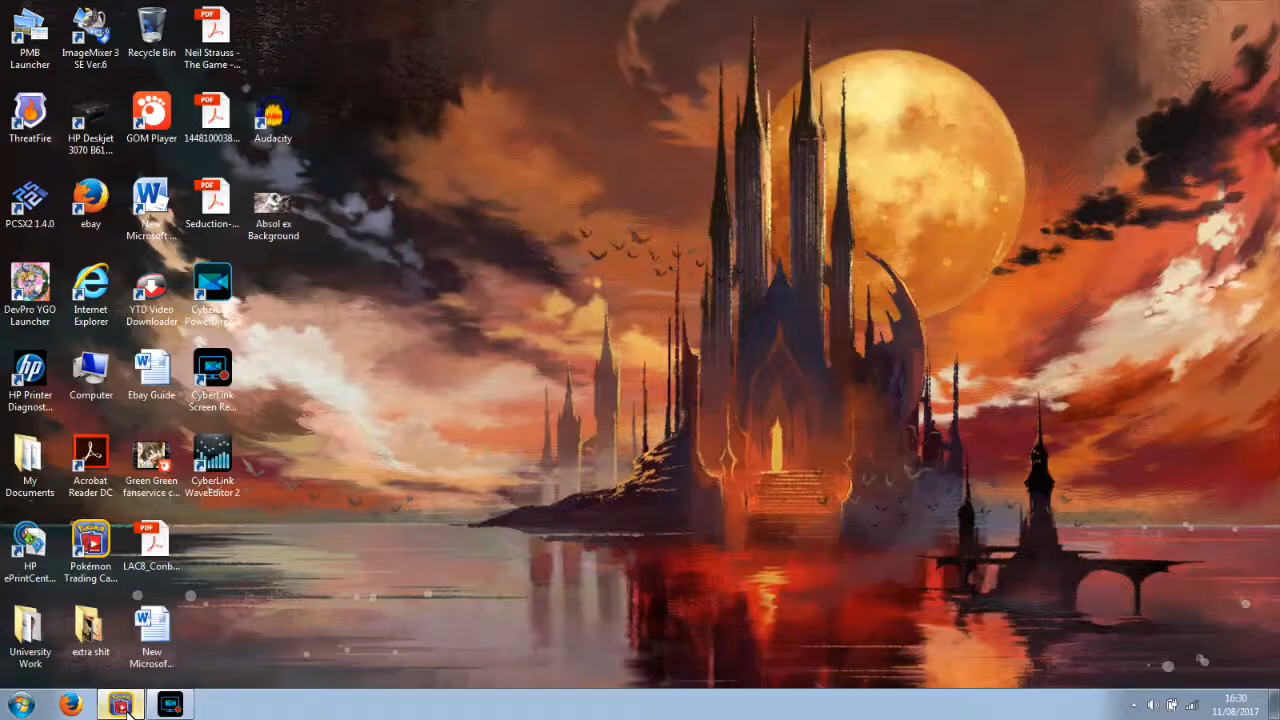 PMB
Launcher
ImageMixer 3
SE Ver.6
Recycle Bin
PDF
Neil Strauss -
The Game -...
ThreatFire
HP Deskjet
3070 B61...
GOM Player
PDF
1448100038...
Audacity
PCSX2 1.4.0
ebay
New
Microsoft ...
PDF
Seduction-...
Absol ex
Background
DevPro YGO
Launcher
Internet
Explorer
YTD Video
Downloader
CyberLink
PowerDirec...
HP Printer
Diagnost...
Computer
Ebay Guide
CyberLink
Screen Re...
My
Documents
Acrobat
Reader DC
Green Green
fanservice c...
CyberLink
WaveEditor 2
HP
ePrintCent...
Pokémon
Trading Ca...
PDF
LAC8_Conb...
University
Work
extra shit
New
Microsof...
16:30
11/08/2017